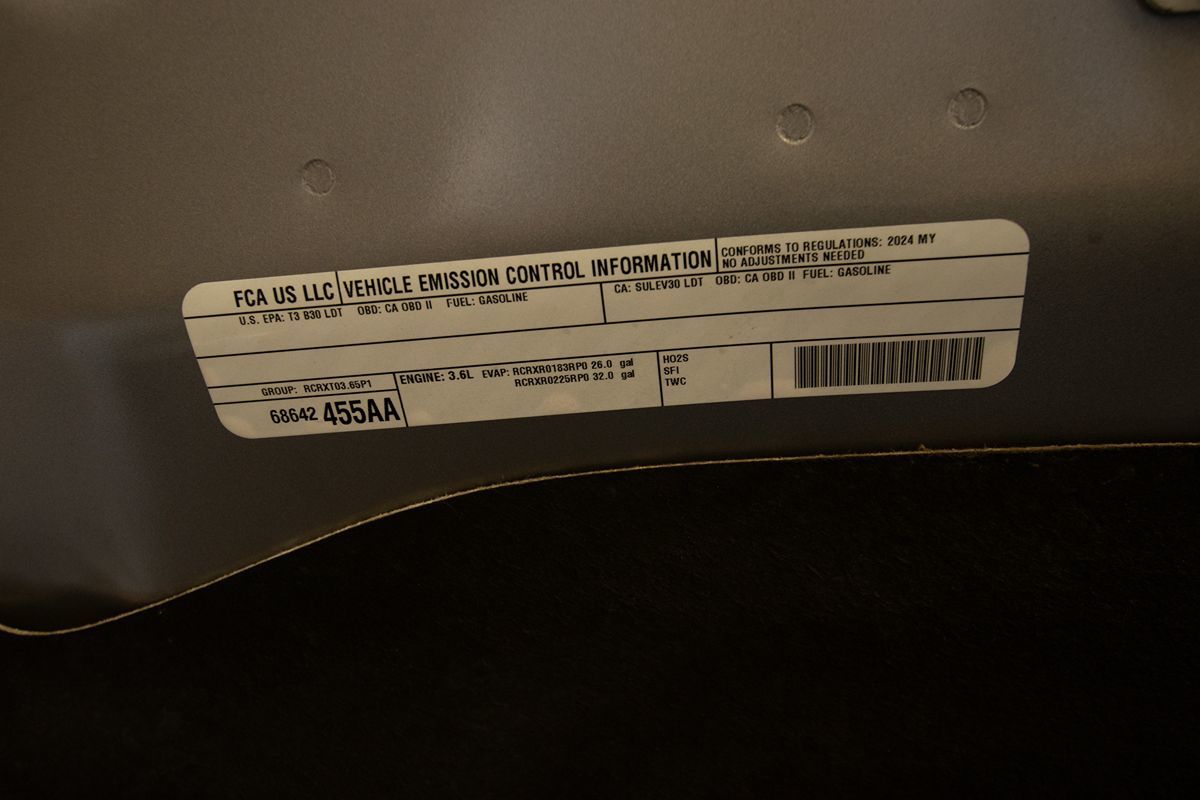 FCA US LLC VEHICLE EMISSION CONTROL INFORMATION
CONFORMS TO REGULATIONS: 2024 MY
NO ADJUSTMENTS NEEDED
U.S. EPA: T3 B30 LDT OBD: CA OBD II FUEL: GASOLINE
CA: SULEV30 LDT OBD: CA OBD II FUEL: GASOLINE
GROUP: RCRXT03.65P1
68642 455AA
ENGINE: 3.6L EVAP: RCRXR0183RP0 26.0 gal
RCRXR0225RP0 32.0 gal
HO2S
SFI
TWC